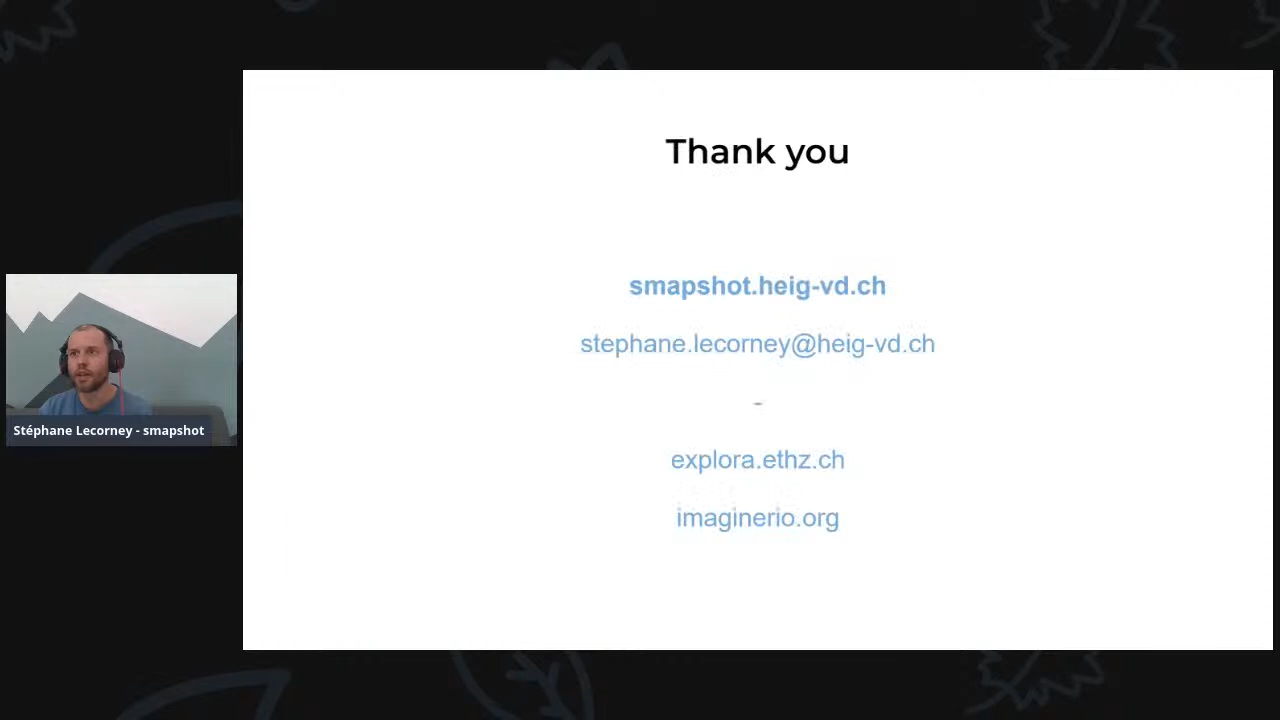 Thank you
smapshot.heig-vd.ch
stephane.lecorney@heig-vd.ch
-
explora.ethz.ch
imaginerio.org
Stéphane Lecorney - smapshot